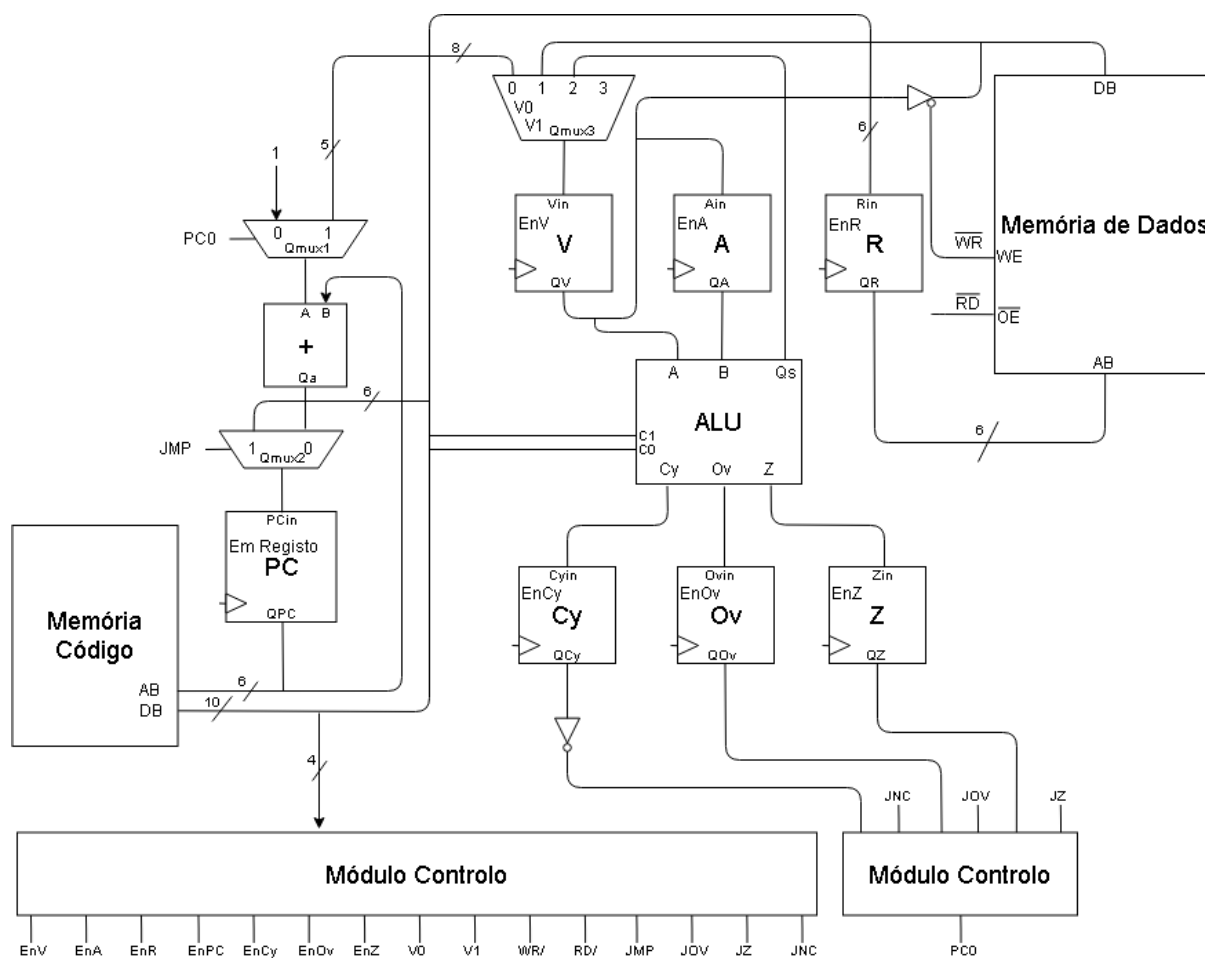 8
0 1 2 3
V0
V1
Qmux3
DB
5
6
1
Vin
EnV
V
QV
Ain
EnA
A
QA
Rin
EnR
R
QR
Memória de Dados
WR
WE
RD
OE
AB
PC0
0 1
Qmux1
A B
+
Qa
6
JMP
1 0
Qmux2
A B Qs
ALU
C1
C0
Cy Ov Z
6
PCin
Em Registo
PC
QPC
Memória
Código
AB
DB
6
10
Cyin
EnCy
Cy
QCy
Ovin
EnOv
Ov
QOv
Zin
EnZ
Z
QZ
4
JNC JOV JZ
Módulo Controlo
Módulo Controlo
EnV EnA EnR EnPC EnCy EnOv EnZ V0 V1 WR/ RD/ JMP JOV JZ JNC
PC0